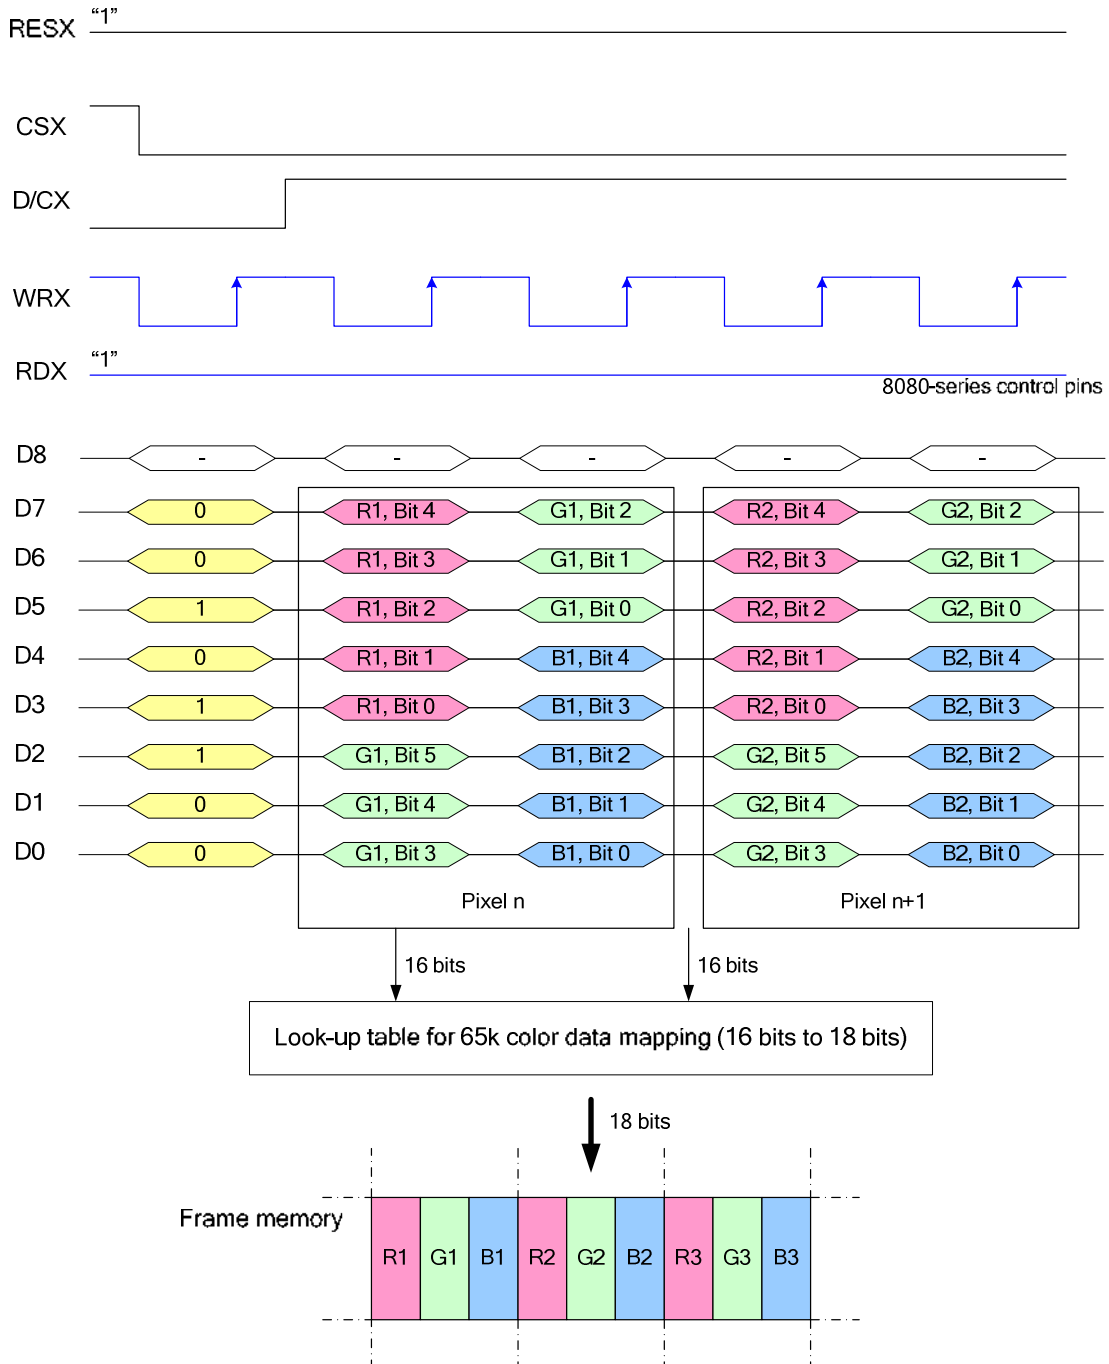 RESX “1”
CSX
D/CX
WRX
RDX “1”
8080-series control pins
D8 - - - - -
D7 0 R1, Bit 4 G1, Bit 2 R2, Bit 4 G2, Bit 2
D6 0 R1, Bit 3 G1, Bit 1 R2, Bit 3 G2, Bit 1
D5 1 R1, Bit 2 G1, Bit 0 R2, Bit 2 G2, Bit 0
D4 0 R1, Bit 1 B1, Bit 4 R2, Bit 1 B2, Bit 4
D3 1 R1, Bit 0 B1, Bit 3 R2, Bit 0 B2, Bit 3
D2 1 G1, Bit 5 B1, Bit 2 G2, Bit 5 B2, Bit 2
D1 0 G1, Bit 4 B1, Bit 1 G2, Bit 4 B2, Bit 1
D0 0 G1, Bit 3 B1, Bit 0 G2, Bit 3 B2, Bit 0
Pixel n Pixel n+1
16 bits 16 bits
Look-up table for 65k color data mapping (16 bits to 18 bits)
18 bits
Frame memory
R1 G1 B1 R2 G2 B2 R3 G3 B3